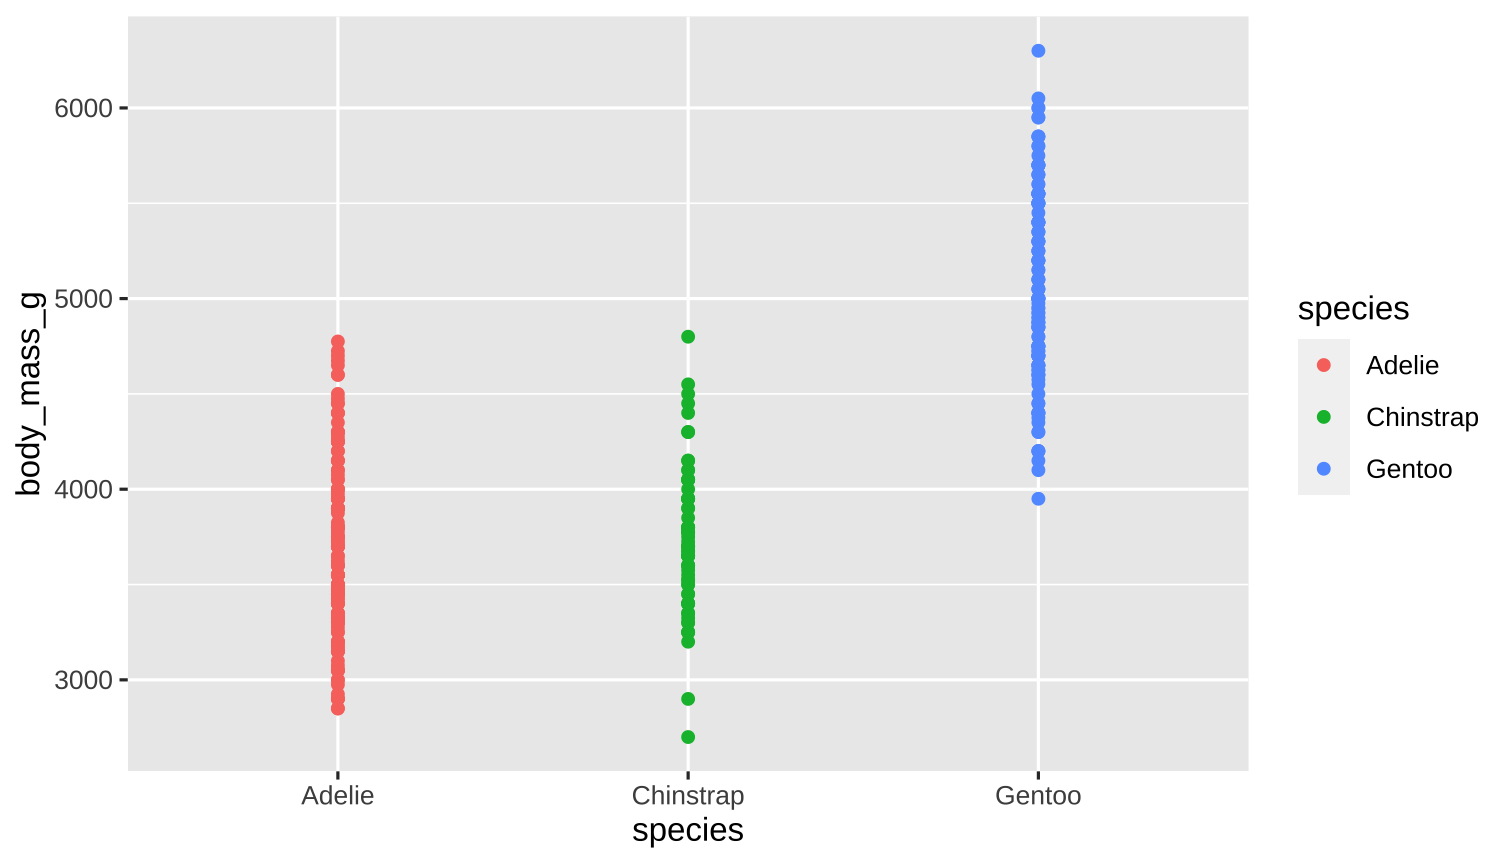 6000
5000
4000
3000
body_mass_g
Adelie
Chinstrap
Gentoo
species
species
Adelie
Chinstrap
Gentoo